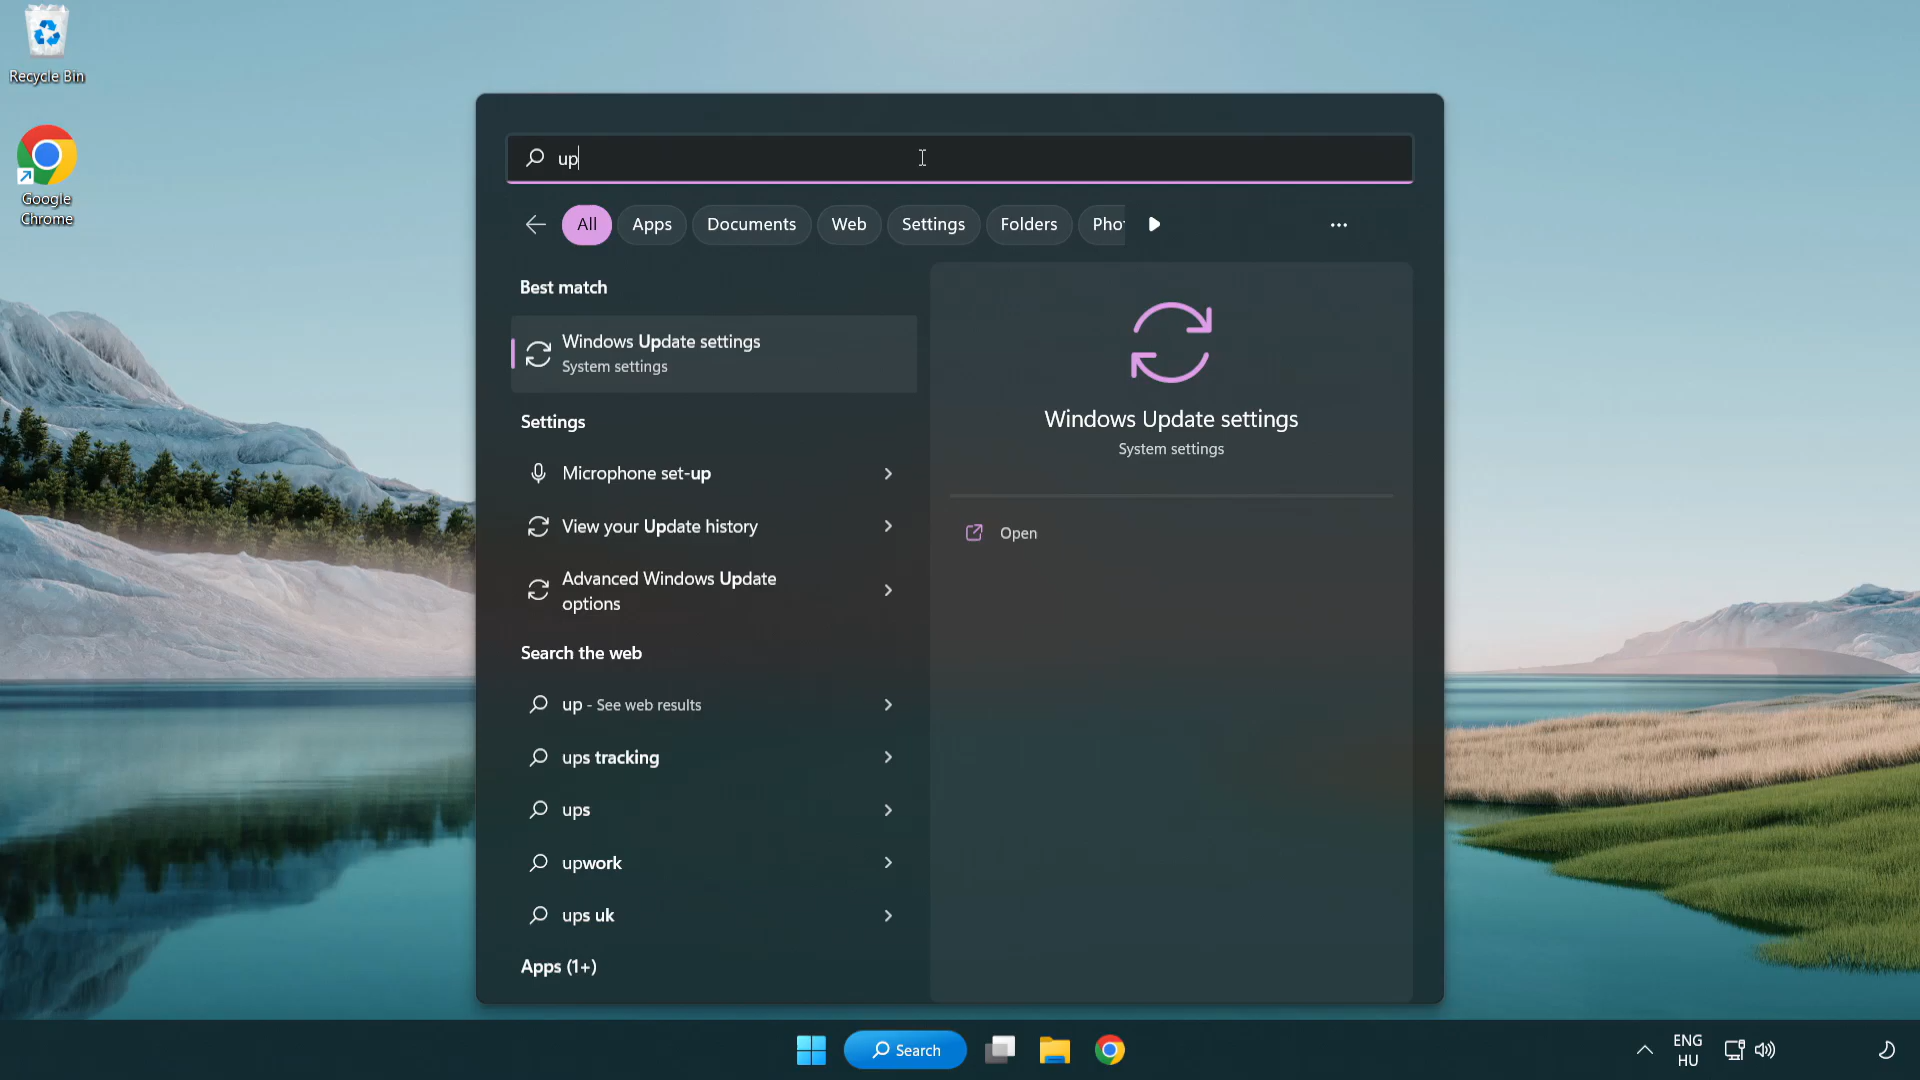 Recycle Bin
Google
Chrome
up
All
Apps
Documents
Web
Settings
Folders
Pho
Best match
Windows Update settings
System settings
Settings
Microphone set-up
View your Update history
Advanced Windows Update
options
Search the web
up - See web results
ups tracking
ups
upwork
ups uk
Apps (1+)
Windows Update settings
System settings
Open
Search
ENG
HU